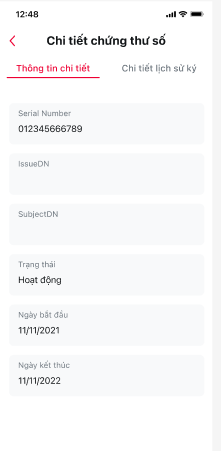 12:48
Chi tiết chứng thư số
Thông tin chi tiết Chi tiết lịch sử ký
Serial Number
012345666789
IssueDN
SubjectDN
Trạng thái
Hoạt động
Ngày bắt đầu
11/11/2021
Ngày kết thúc
11/11/2022